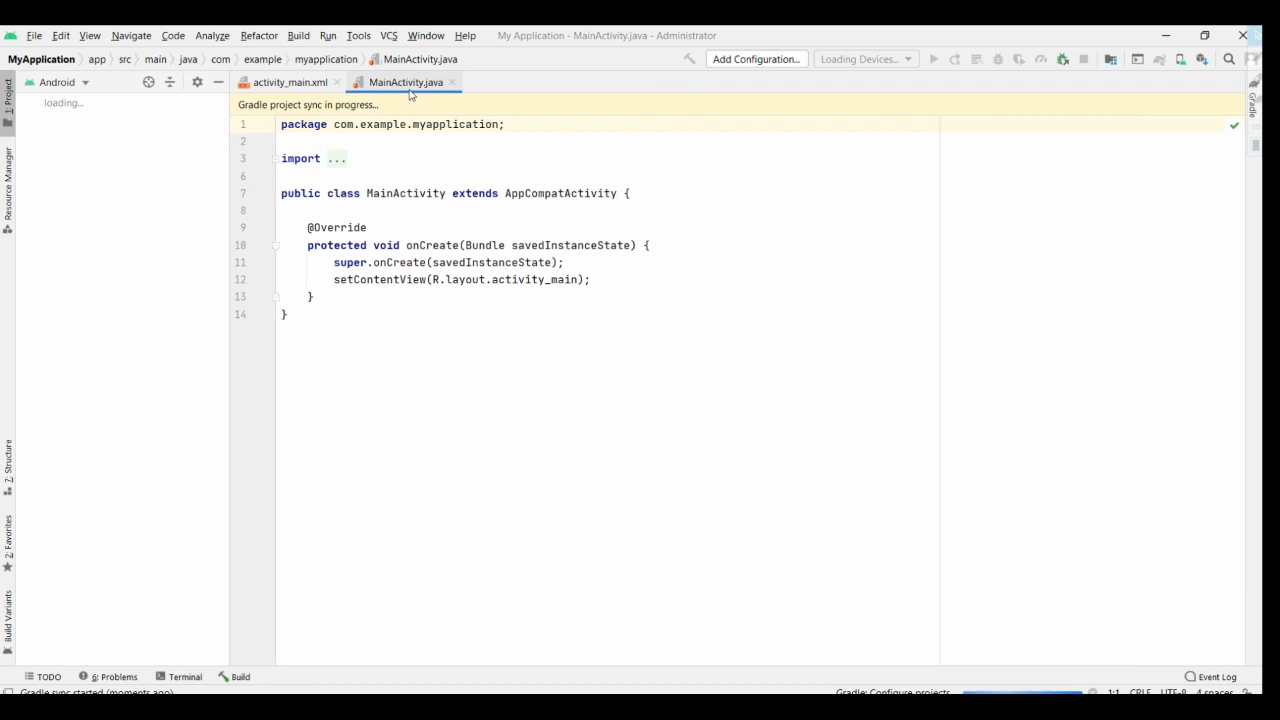 File Edit View Navigate Code Analyze Refactor Build Run Tools VCS Window Help My Application - MainActivity.java - Administrator
MyApplication app src main java com example myapplication MainActivity.java Add Configuration... Loading Devices...
Android activity_main.xml MainActivity.java
loading...
Gradle project sync in progress...
1 package com.example.myapplication;
2
3 import ...
6
7 public class MainActivity extends AppCompatActivity {
8
9 @Override
10 protected void onCreate(Bundle savedInstanceState) {
11 super.onCreate(savedInstanceState);
12 setContentView(R.layout.activity_main);
13 }
14 }
1: Project
Resource Manager
7: Structure
2: Favorites
Build Variants
Gradle
TODO 6: Problems Terminal Build Event Log
Gradle sync started (moments ago) Gradle: Configure projects 1:1 CRLF UTF-8 4 spaces